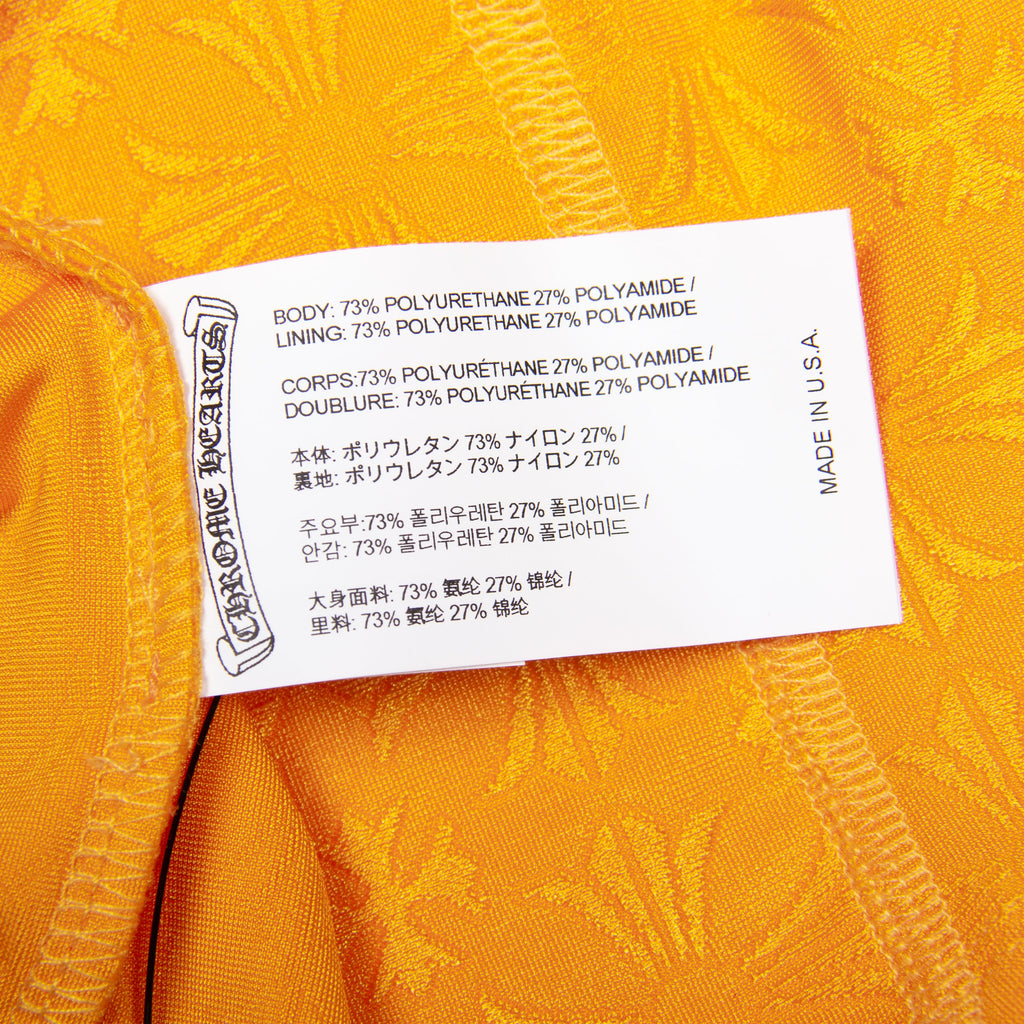 CHROME HEARTS
BODY: 73% POLYURETHANE 27% POLYAMIDE /
LINING: 73% POLYURETHANE 27% POLYAMIDE
CORPS:73% POLYURÉTHANE 27% POLYAMIDE /
DOUBLURE: 73% POLYURÉTHANE 27% POLYAMIDE
本体: ポリウレタン 73% ナイロン 27% /
裏地: ポリウレタン 73% ナイロン 27%
주요부:73% 폴리우레탄 27% 폴리아미드 /
안감: 73% 폴리우레탄 27% 폴리아미드
大身面料: 73% 氨纶 27% 锦纶 /
里料: 73% 氨纶 27% 锦纶
MADE IN U.S.A.